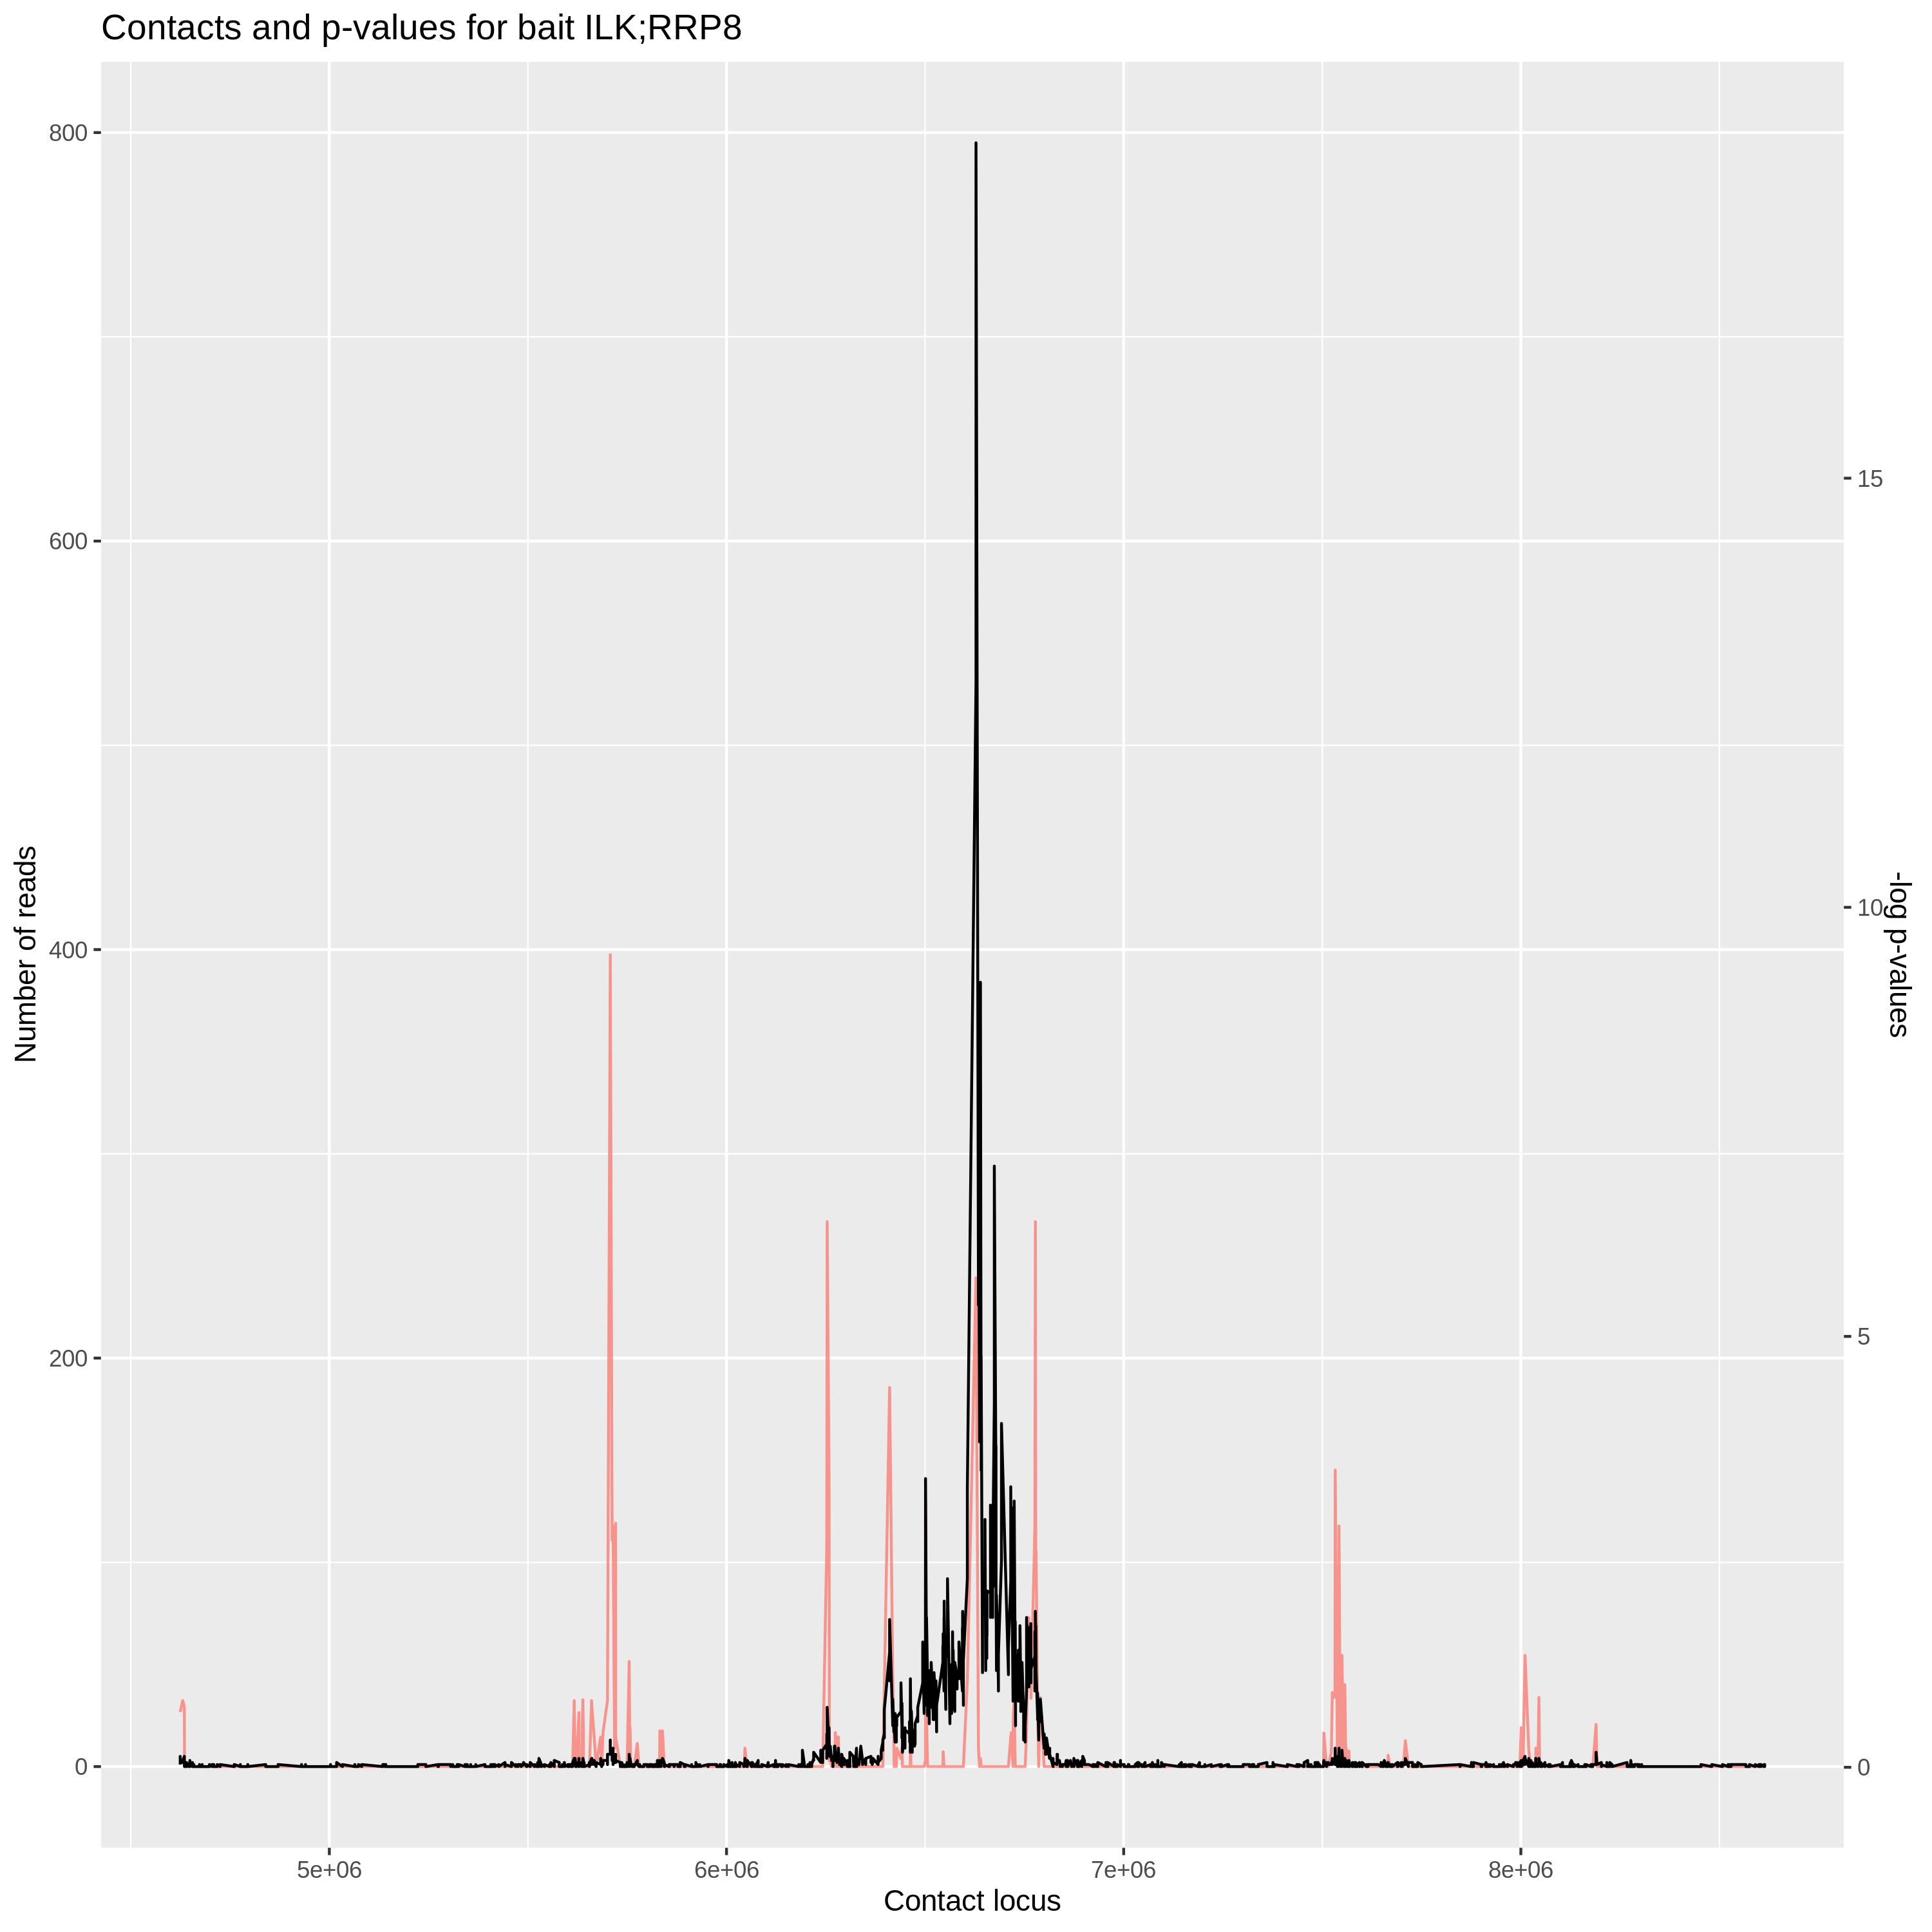 Contacts and p-values for bait ILK;RRP8
800
600
400
200
0
Number of reads
15
10
5
0
-log p-values
5e+06 6e+06 7e+06 8e+06
Contact locus